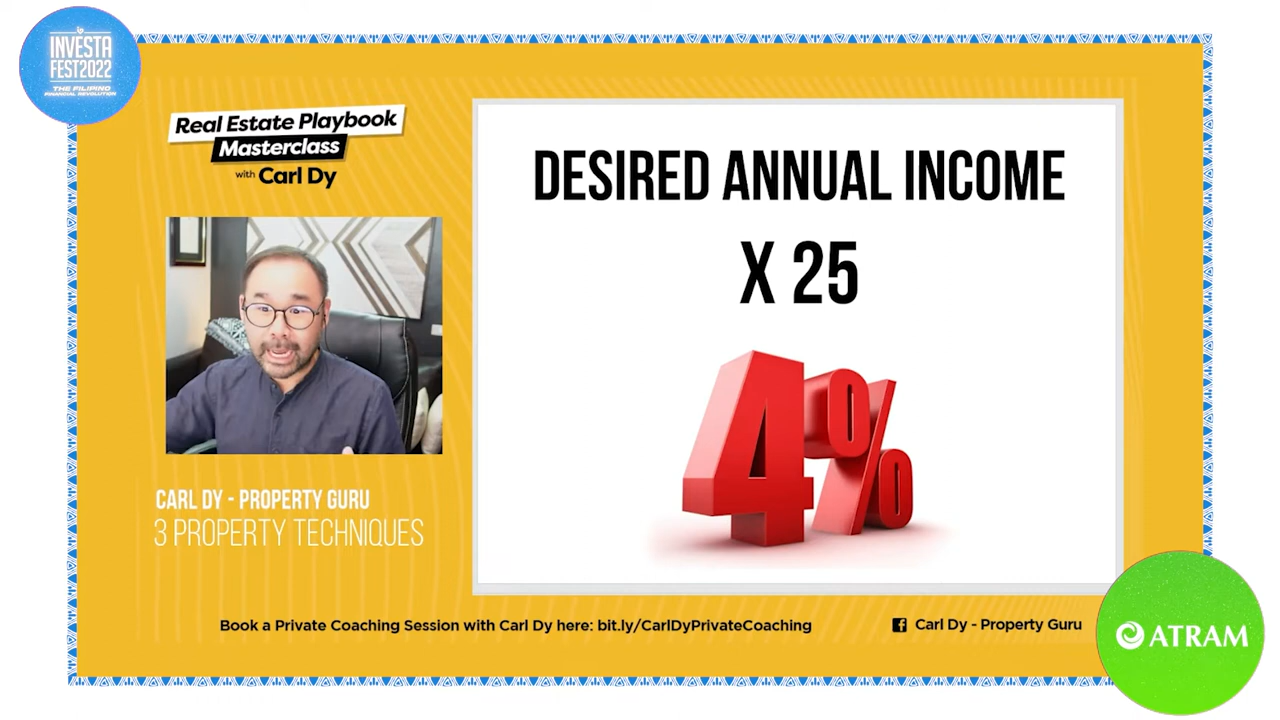 INVESTA
FEST2022
THE FILIPINO
FINANCIAL REVOLUTION
Real Estate Playbook
Masterclass
with Carl Dy
DESIRED ANNUAL INCOME
X 25
4%
CARL DY - PROPERTY GURU
3 PROPERTY TECHNIQUES
Book a Private Coaching Session with Carl Dy here: bit.ly/CarlDyPrivateCoaching
Carl Dy - Property Guru
ATRAM